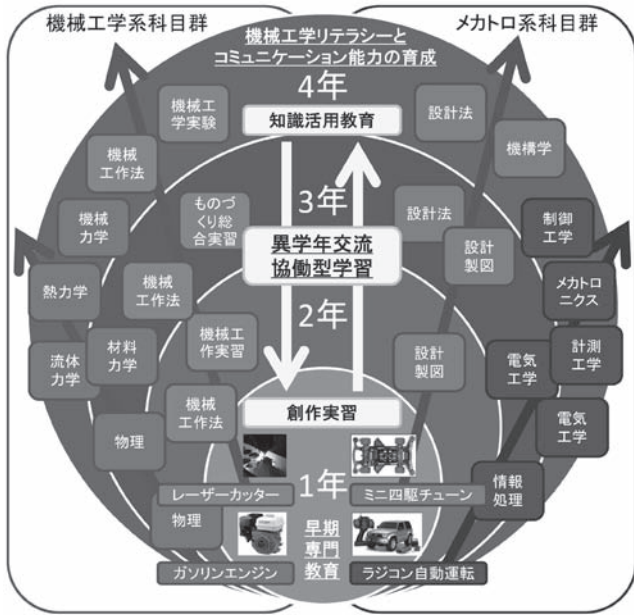 機械工学系科目群
メカトロ系科目群
機械工学リテラシーと
コミュニケーション能力の育成
4年
機械工
学実験
知識活用教育
設計法
機械
工作法
機構学
3年
機械
力学
ものづ
くり総
合実習
設計法
制御
工学
異学年交流
協働型学習
設計
製図
熱力学
機械
工作法
メカトロ
ニクス
2年
流体
力学
材料
力学
機械工
作実習
設計
製図
電気
工学
計測
工学
機械
工作法
創作実習
物理
電気
工学
レーザーカッター
1年
ミニ四駆チューン
情報
処理
物理
早期
専門
教育
ガソリンエンジン
ラジコン自動運転